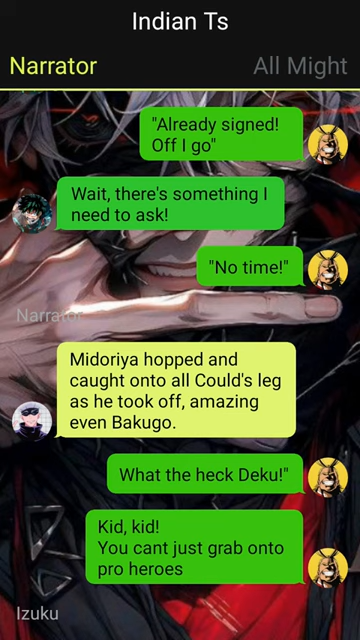 Indian Ts
Narrator
All Might
"Already signed!
Off I go"
Wait, there's something I
need to ask!
"No time!"
Narrator
Midoriya hopped and
caught onto all Could's leg
as he took off, amazing
even Bakugo.
What the heck Deku!"
Kid, kid!
You cant just grab onto
pro heroes
Izuku